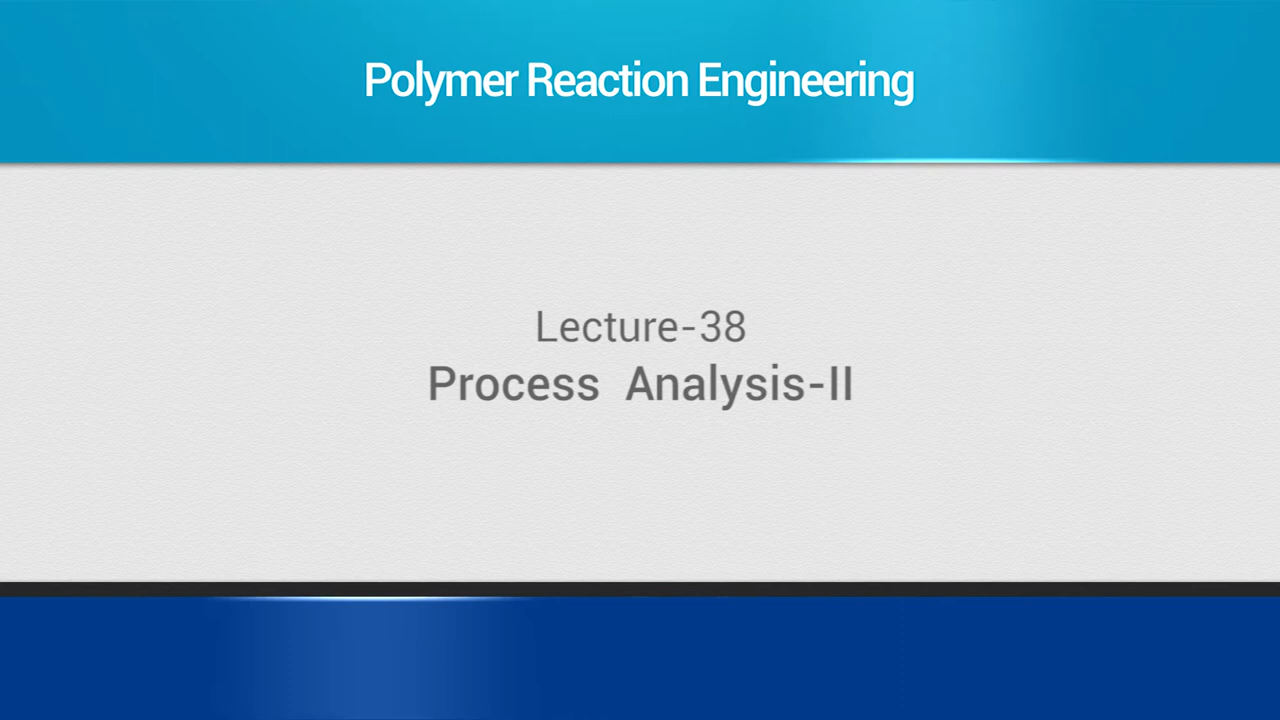 Polymer Reaction Engineering
Lecture-38
Process Analysis-II